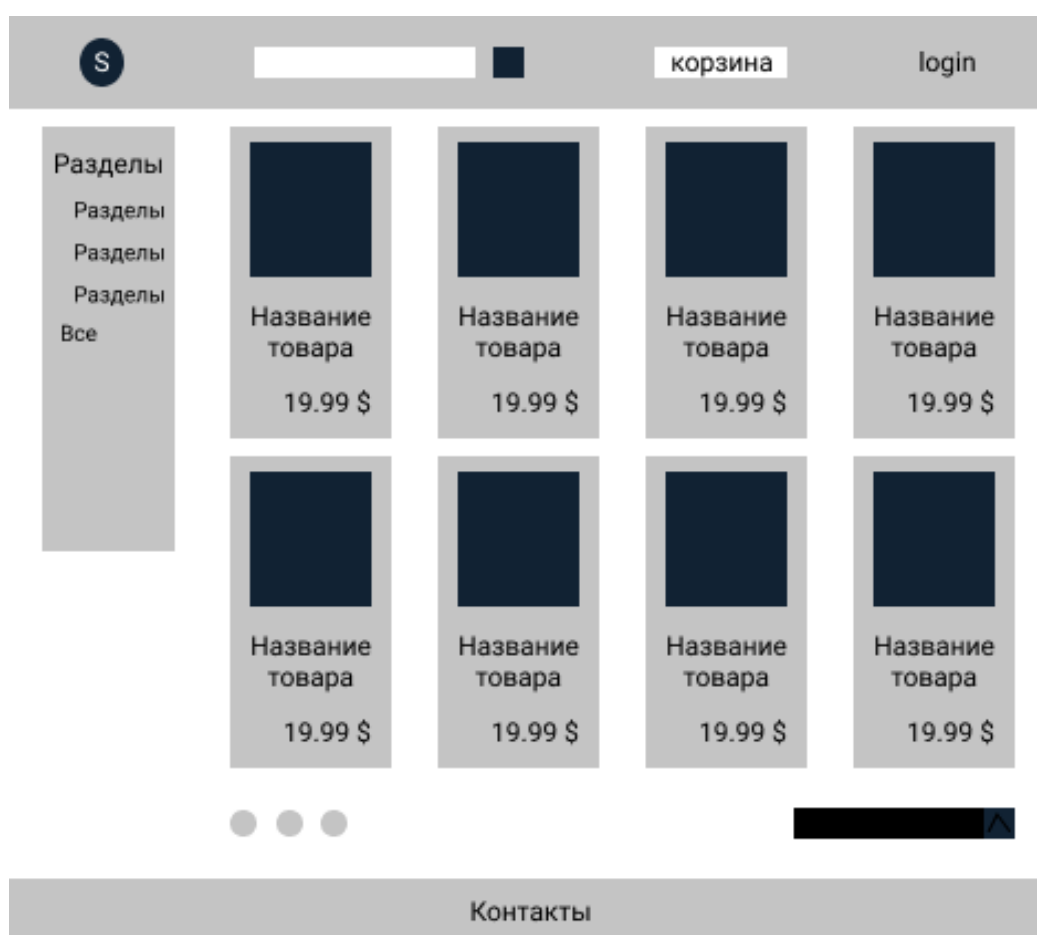 S
корзина
login
Разделы
Разделы
Разделы
Разделы
Все
Название
товара
19.99 $
Название
товара
19.99 $
Название
товара
19.99 $
Название
товара
19.99 $
Название
товара
19.99 $
Название
товара
19.99 $
Название
товара
19.99 $
Название
товара
19.99 $
Контакты